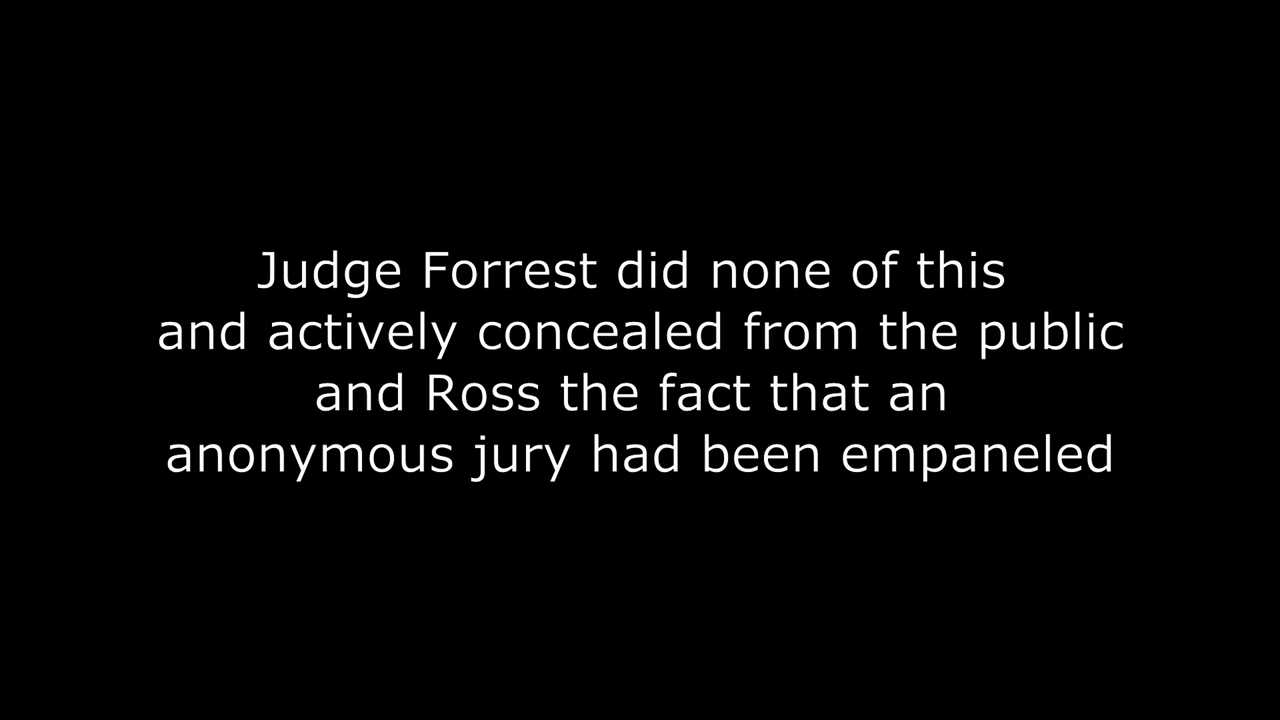 Judge Forrest did none of this
and actively concealed from the public
and Ross the fact that an
anonymous jury had been empaneled